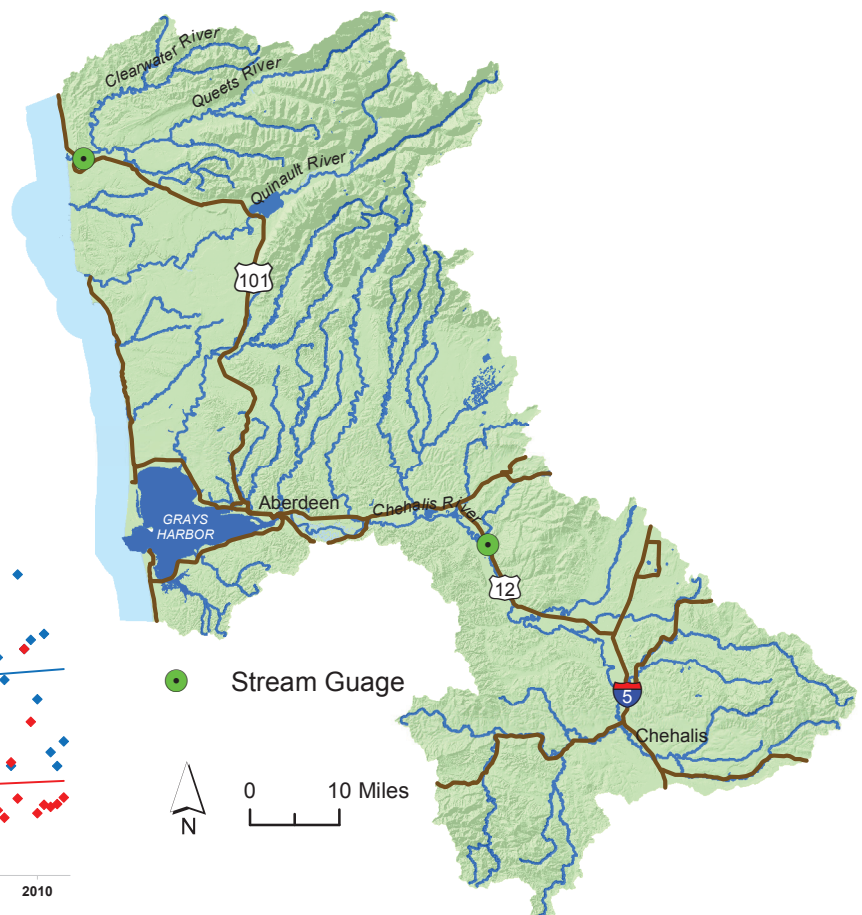 Clearwater River
Queets River
Quinault River
101
Aberdeen
Chehalis River
GRAYS
HARBOR
12
Stream Guage
5
Chehalis
0 10 Miles
N
2010